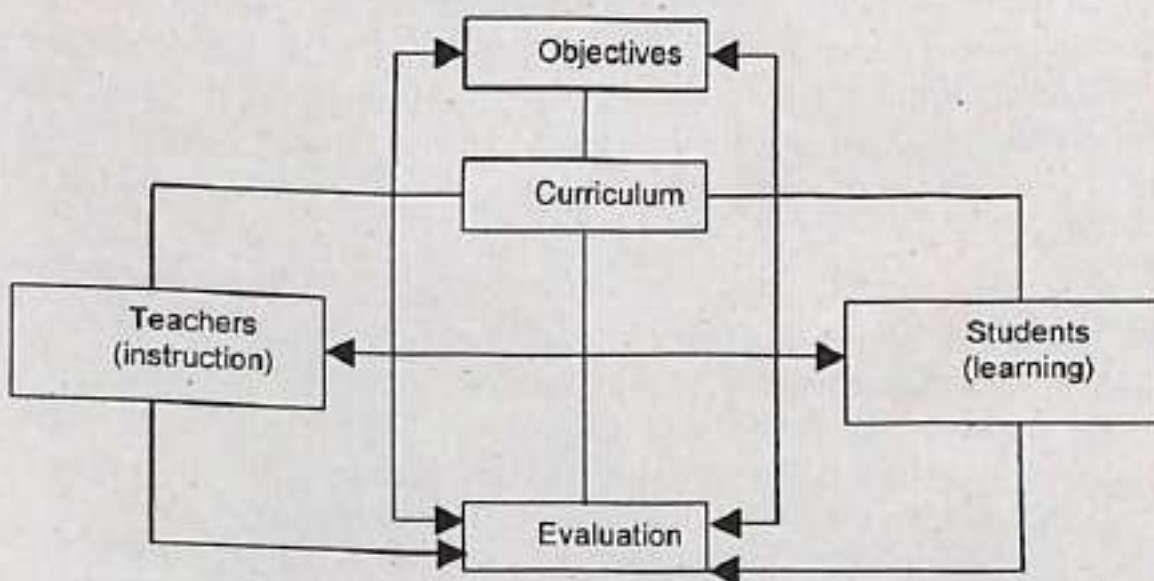 Objectives
Curriculum
Teachers
(instruction)
Students
(learning)
Evaluation